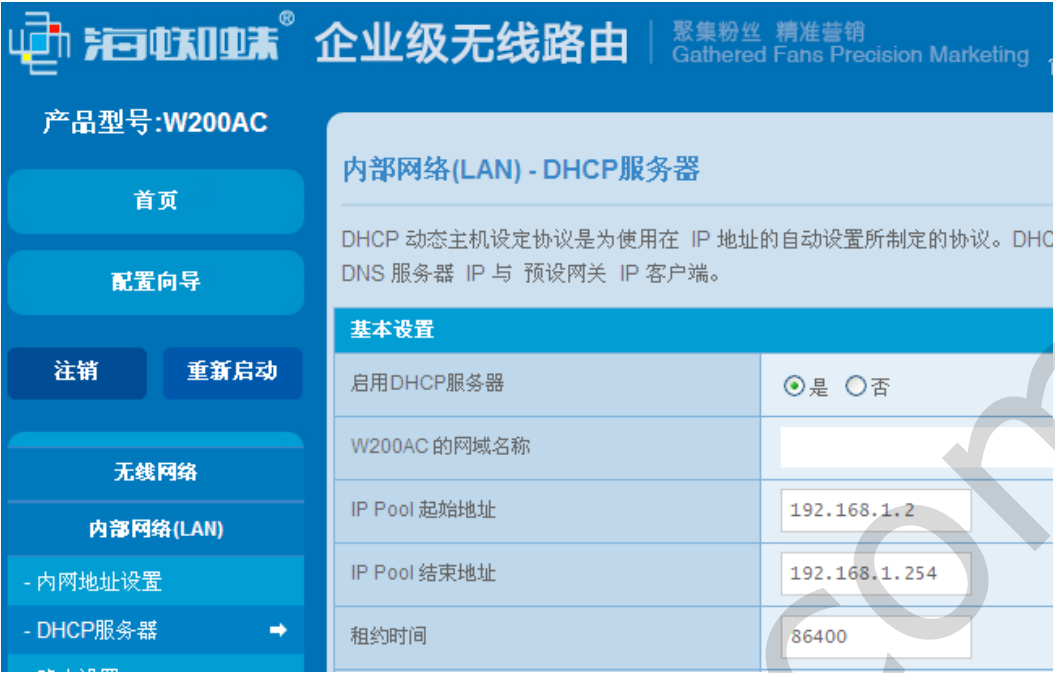 海蜘蛛® 企业级无线路由 聚集粉丝 精准营销
Gathered Fans Precision Marketing
产品型号:W200AC
首页
配置向导
注销 重新启动
无线网络
内部网络(LAN)
- 内网地址设置
- DHCP服务器
内部网络(LAN) - DHCP服务器
DHCP 动态主机设定协议是为使用在 IP 地址的自动设置所制定的协议。DHC
DNS 服务器 IP 与 预设网关 IP 客户端。
基本设置
启用DHCP服务器 是 否
W200AC 的网域名称
IP Pool 起始地址 192.168.1.2
IP Pool 结束地址 192.168.1.254
租约时间 86400